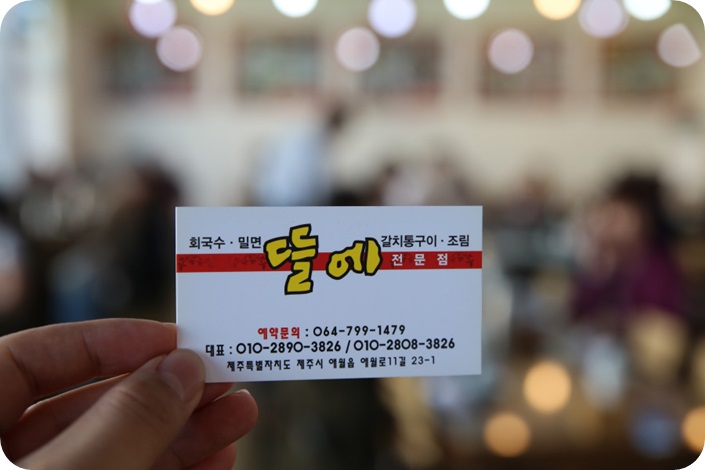 회국수 · 밀면 뜰에 갈치통구이 · 조림
전문점
예약문의 : 064-799-1479
대표 : 010-2890-3826 / 010-2808-3826
제주특별자치도 제주시 애월읍 애월로11길 23-1